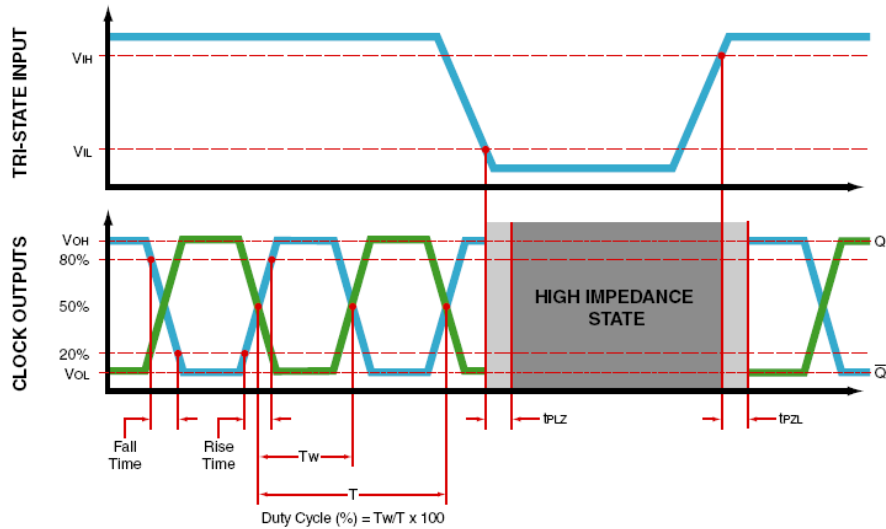 TRI-STATE INPUT
VIH
VIL
CLOCK OUTPUTS
VOH
80%
50%
20%
VOL
Q
Q̅
HIGH IMPEDANCE
STATE
tPLZ
tPZL
Fall
Time
Rise
Time
Tw
T
Duty Cycle (%) = Tw/T x 100